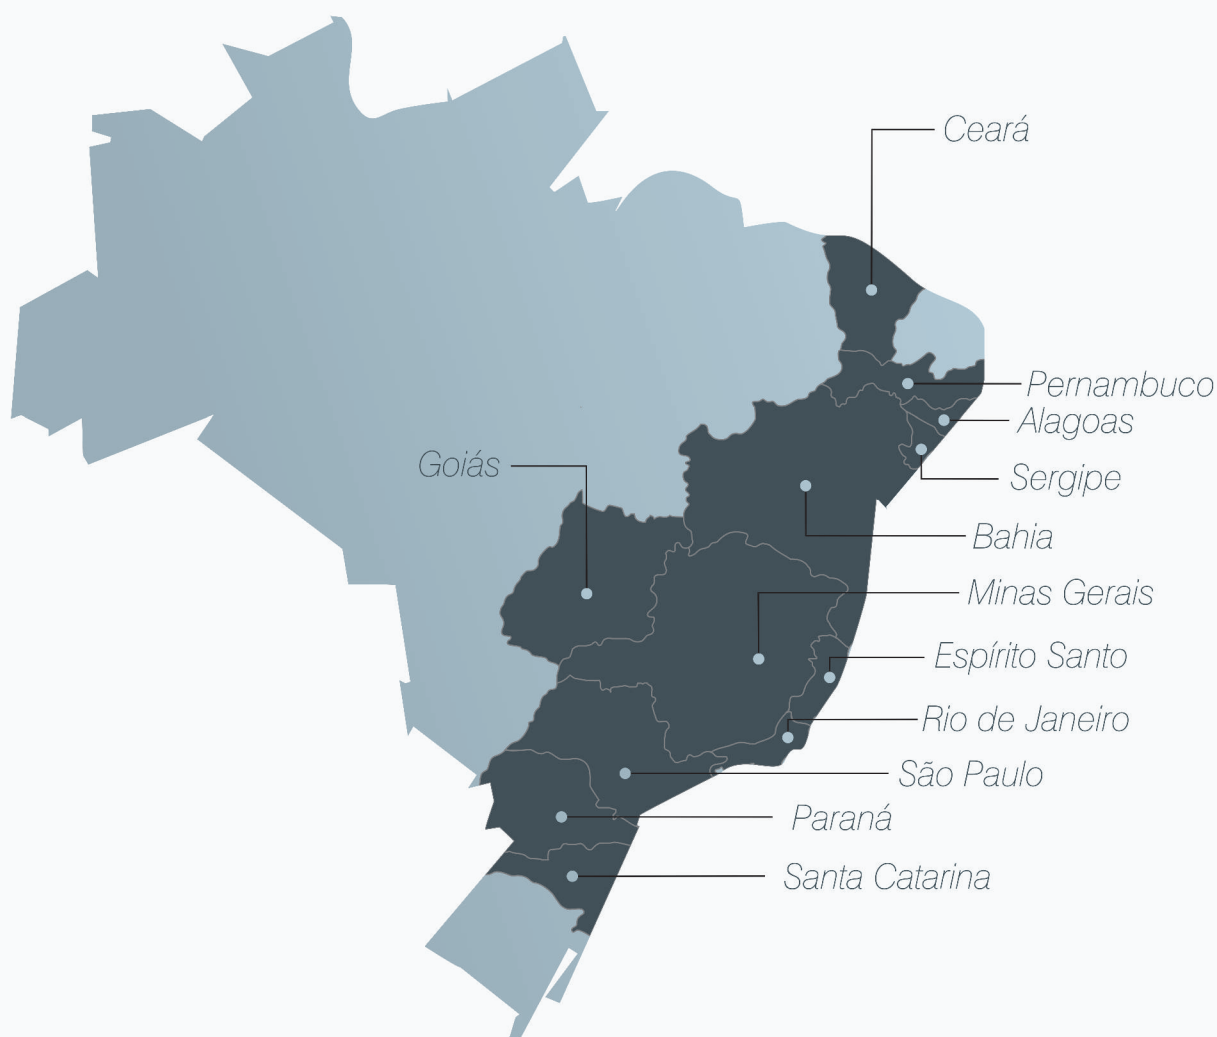 Ceará
Pernambuco
Alagoas
Goiás
Sergipe
Bahia
Minas Gerais
Espírito Santo
Rio de Janeiro
São Paulo
Paraná
Santa Catarina